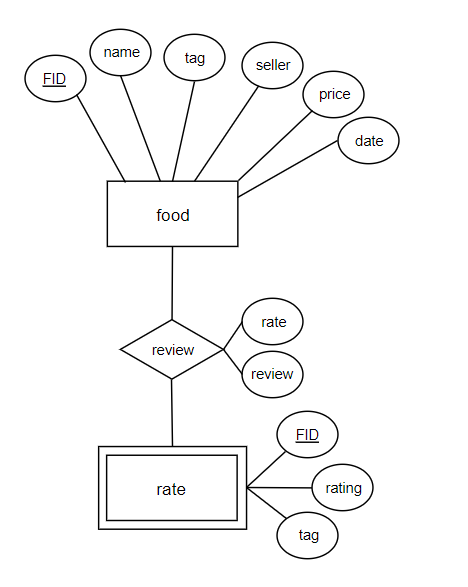 FID
name
tag
seller
price
date
food
rate
review
review
FID
rating
rate
tag